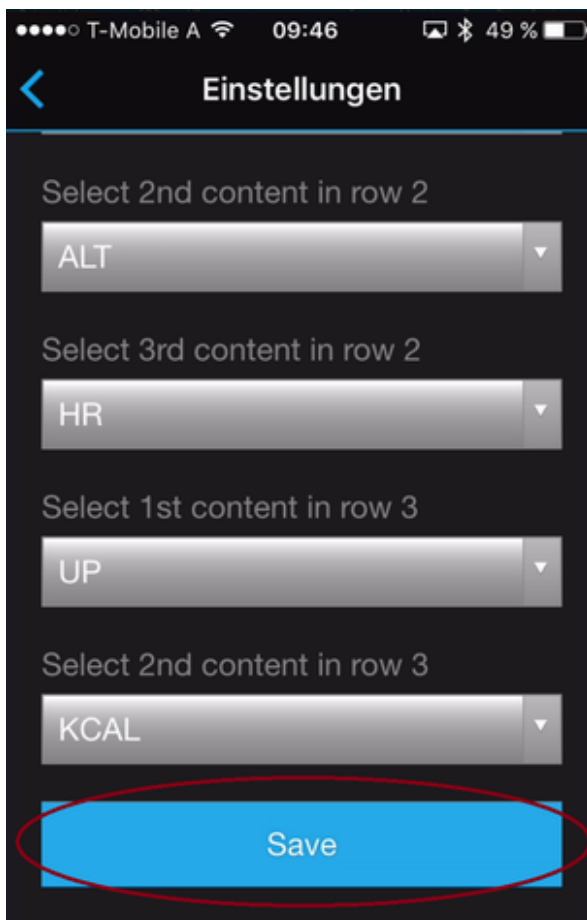 T-Mobile A 09:46 49 %
Einstellungen
Select 2nd content in row 2
ALT
Select 3rd content in row 2
HR
Select 1st content in row 3
UP
Select 2nd content in row 3
KCAL
Save